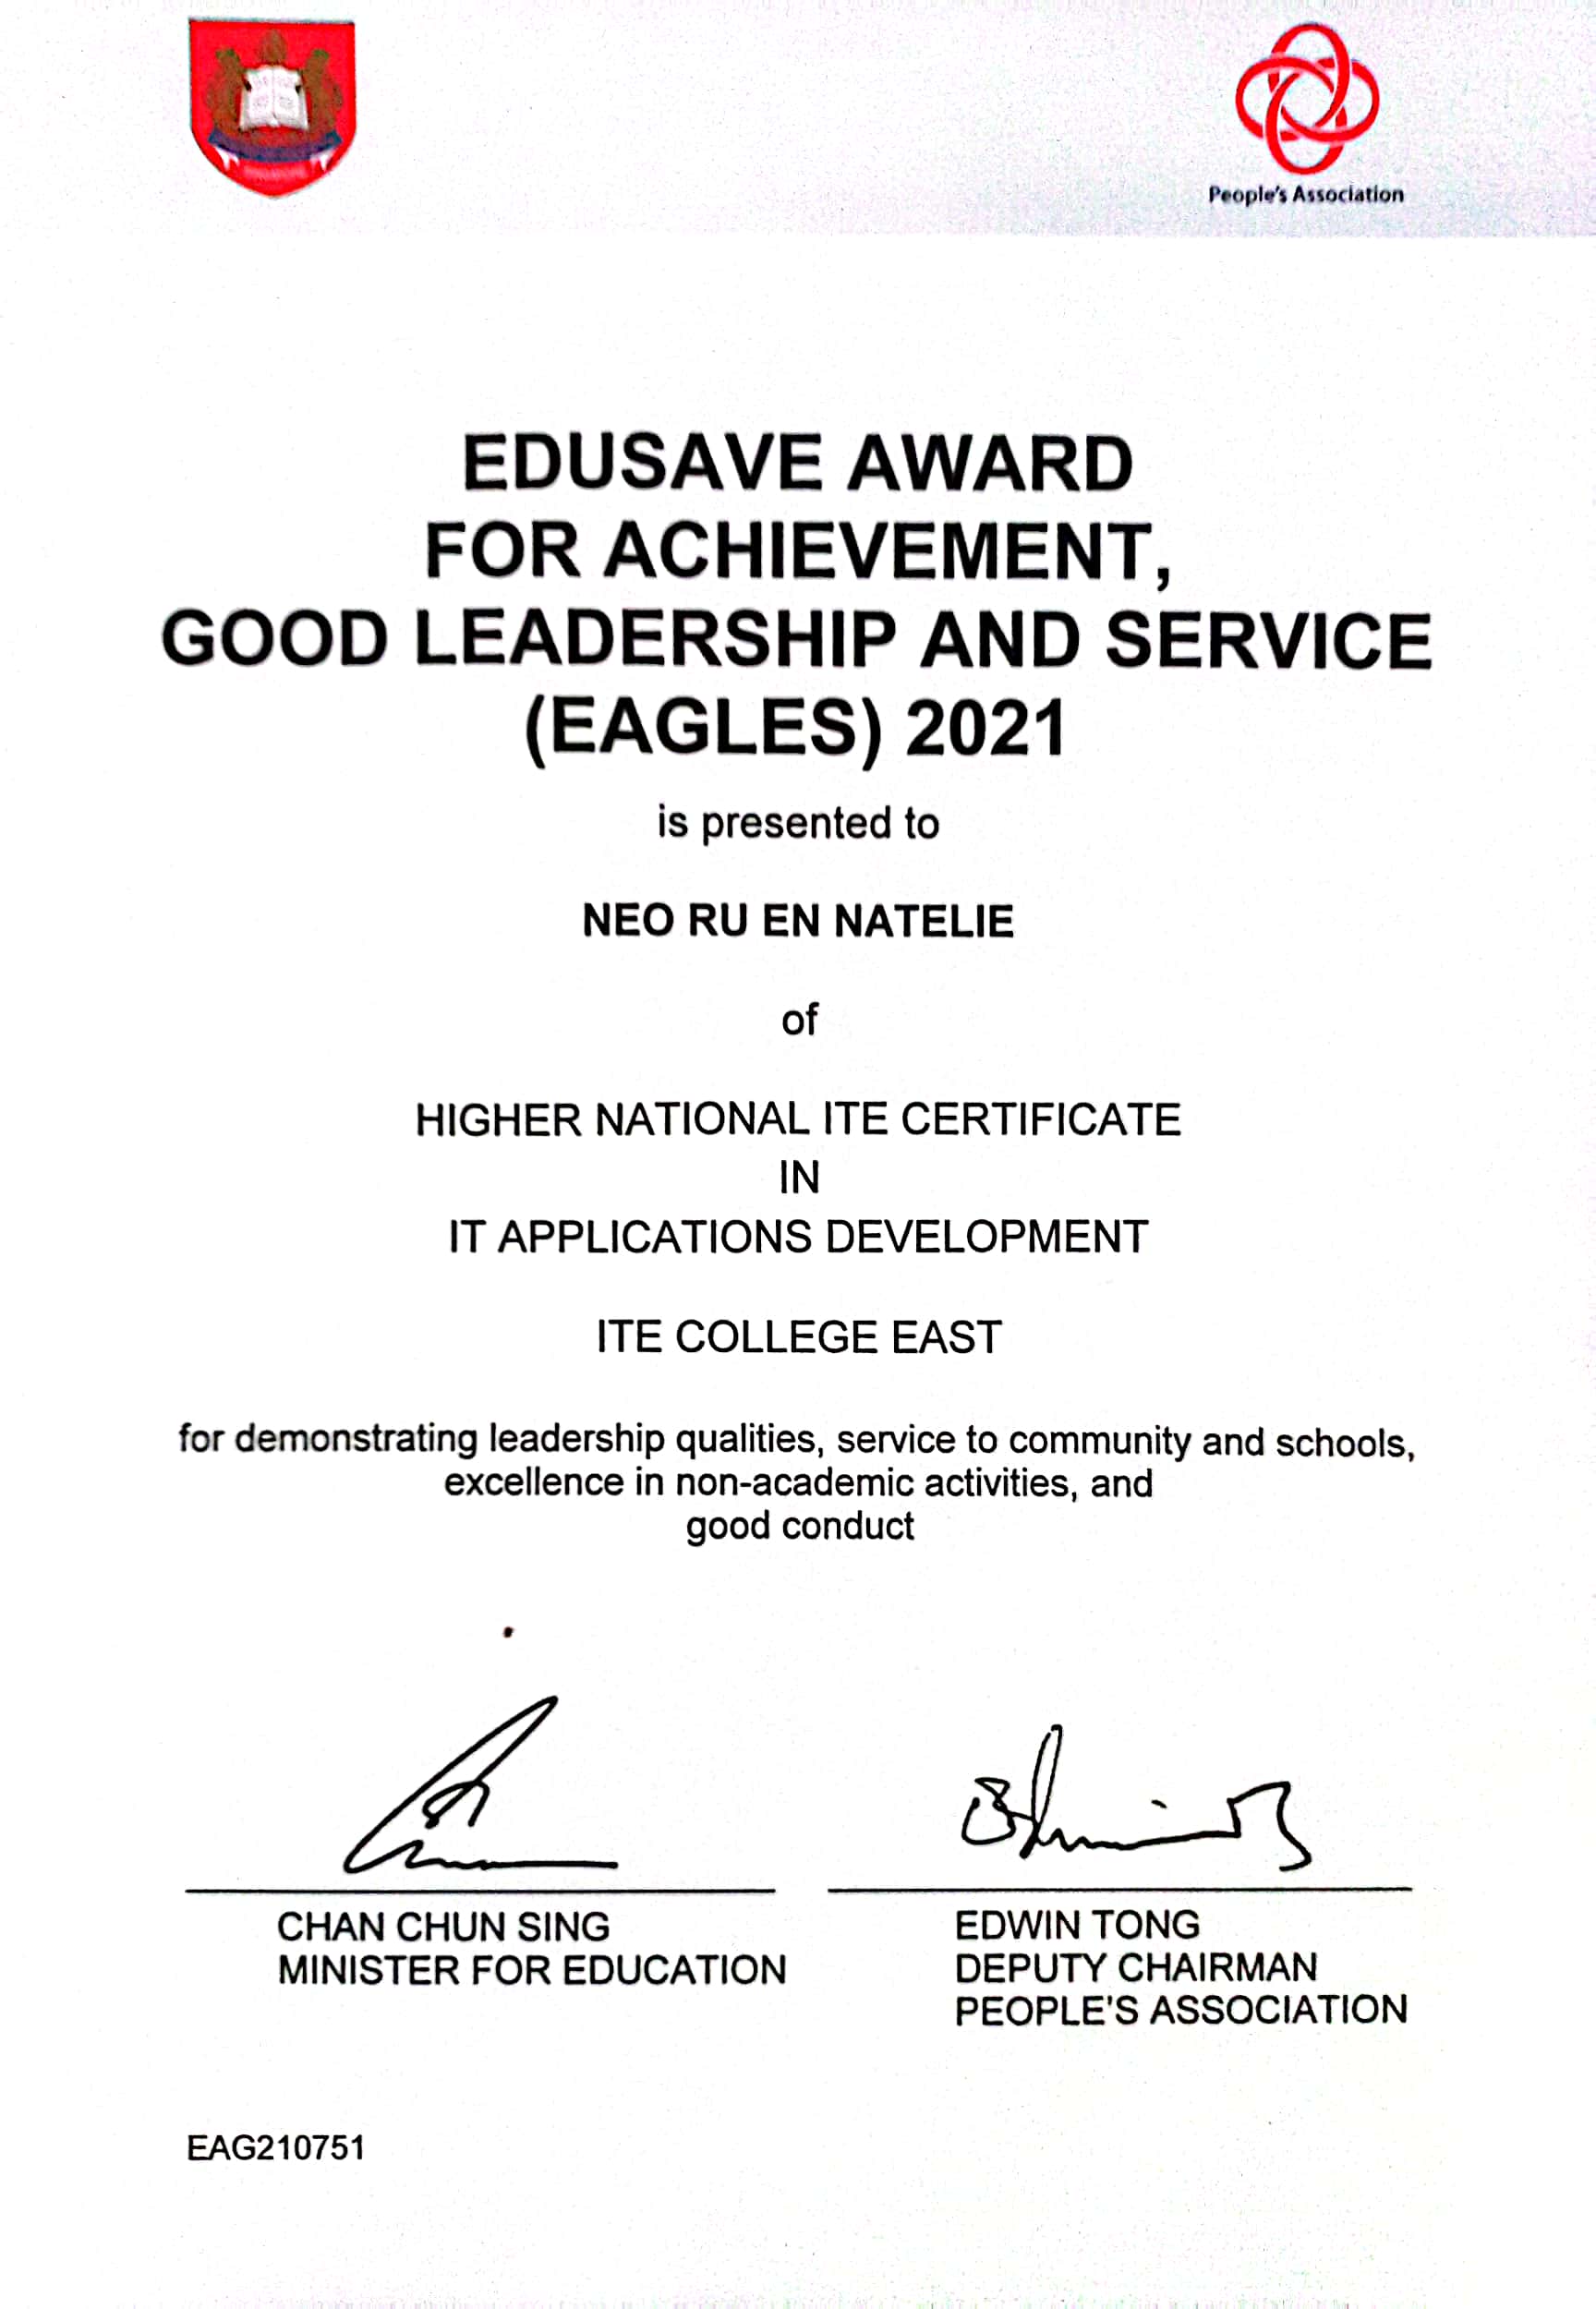 People's Association
EDUSAVE AWARD
FOR ACHIEVEMENT,
GOOD LEADERSHIP AND SERVICE
(EAGLES) 2021
is presented to
NEO RU EN NATELIE
of
HIGHER NATIONAL ITE CERTIFICATE
IN
IT APPLICATIONS DEVELOPMENT
ITE COLLEGE EAST
for demonstrating leadership qualities, service to community and schools,
excellence in non-academic activities, and
good conduct
CHAN CHUN SING
MINISTER FOR EDUCATION
EDWIN TONG
DEPUTY CHAIRMAN
PEOPLE'S ASSOCIATION
EAG210751